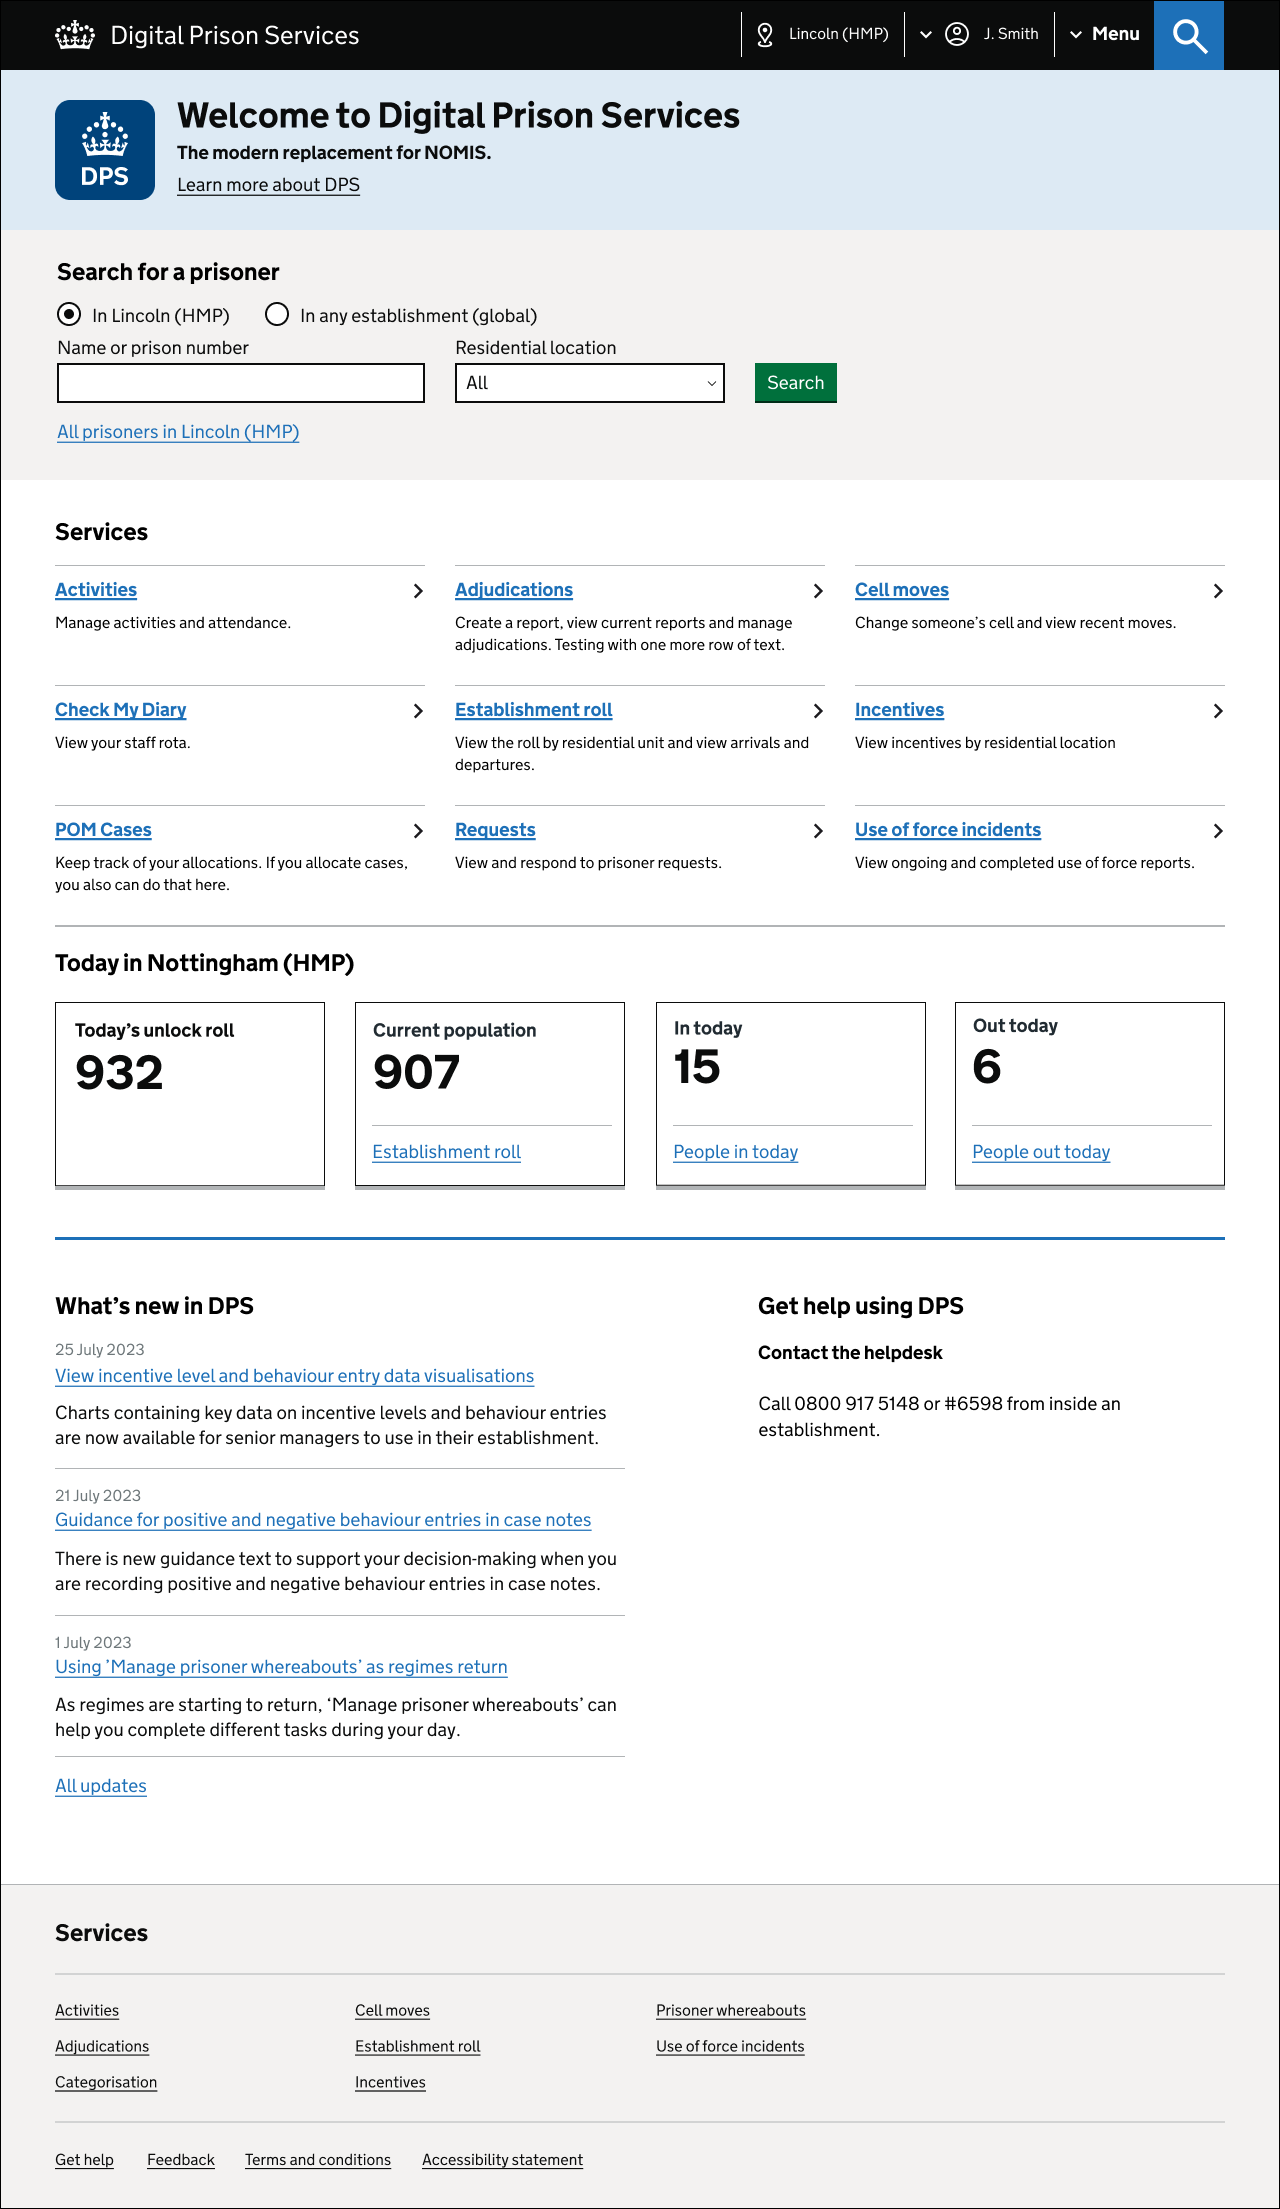 Digital Prison Services
Lincoln (HMP)
J. Smith
Menu
DPS
Welcome to Digital Prison Services
The modern replacement for NOMIS.
Learn more about DPS
Search for a prisoner
In Lincoln (HMP)
In any establishment (global)
Name or prison number
Residential location
All
Search
All prisoners in Lincoln (HMP)
Services
Activities
Manage activities and attendance.
Adjudications
Create a report, view current reports and manage
adjudications. Testing with one more row of text.
Cell moves
Change someone’s cell and view recent moves.
Check My Diary
View your staff rota.
Establishment roll
View the roll by residential unit and view arrivals and
departures.
Incentives
View incentives by residential location
POM Cases
Keep track of your allocations. If you allocate cases,
you also can do that here.
Requests
View and respond to prisoner requests.
Use of force incidents
View ongoing and completed use of force reports.
Today in Nottingham (HMP)
Today’s unlock roll
932
Current population
907
Establishment roll
In today
15
People in today
Out today
6
People out today
What’s new in DPS
25 July 2023
View incentive level and behaviour entry data visualisations
Charts containing key data on incentive levels and behaviour entries
are now available for senior managers to use in their establishment.
21 July 2023
Guidance for positive and negative behaviour entries in case notes
There is new guidance text to support your decision-making when you
are recording positive and negative behaviour entries in case notes.
1 July 2023
Using ’Manage prisoner whereabouts’ as regimes return
As regimes are starting to return, ‘Manage prisoner whereabouts’ can
help you complete different tasks during your day.
All updates
Get help using DPS
Contact the helpdesk
Call 0800 917 5148 or #6598 from inside an
establishment.
Services
Activities
Adjudications
Categorisation
Cell moves
Establishment roll
Incentives
Prisoner whereabouts
Use of force incidents
Get help
Feedback
Terms and conditions
Accessibility statement